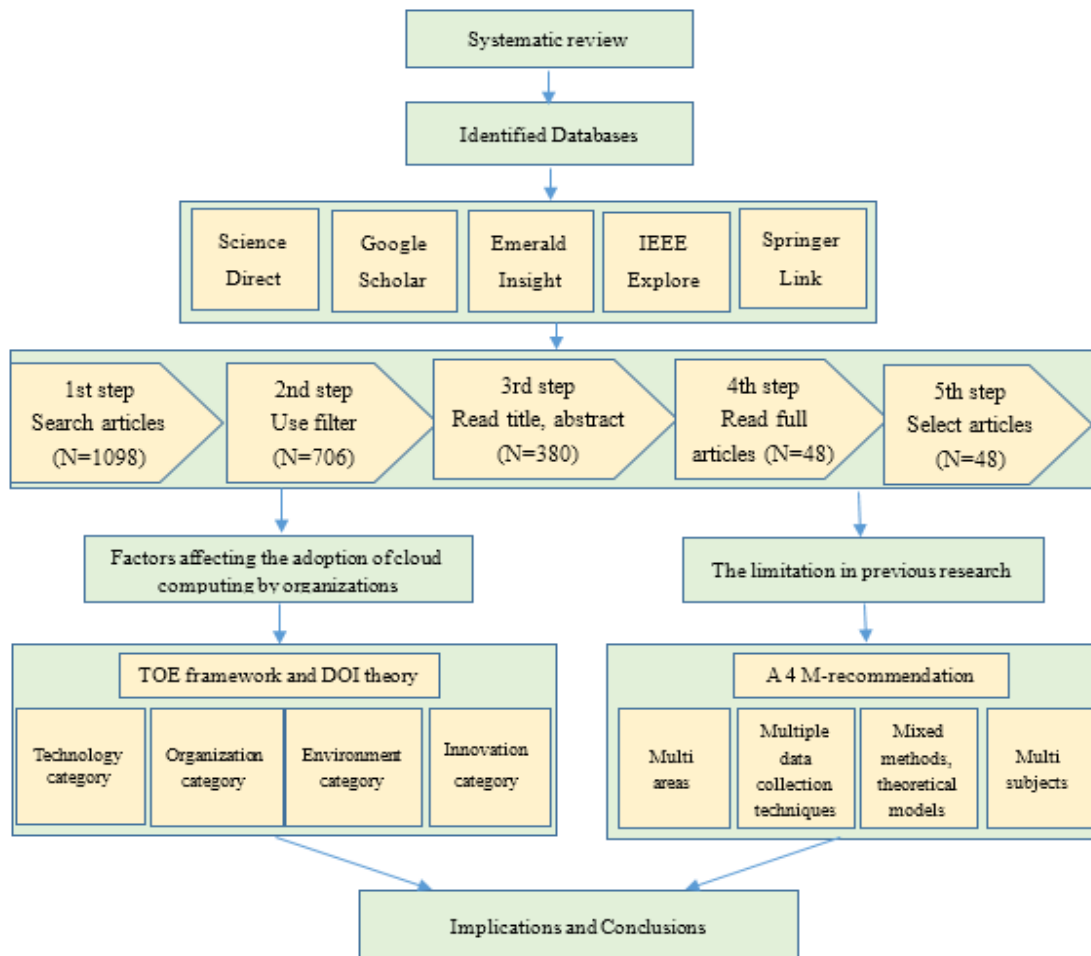 Systematic review
Identified Databases
Science
Direct
Google
Scholar
Emerald
Insight
IEEE
Explore
Springer
Link
1st step
Search articles
(N=1098)
2nd step
Use filter
(N=706)
3rd step
Read title, abstract
(N=380)
4th step
Read full
articles (N=48)
5th step
Select articles
(N=48)
Factors affecting the adoption of cloud
computing by organizations
The limitation in previous research
TOE framework and DOI theory
Technology
category
Organization
category
Environment
category
Innovation
category
A 4 M-recommendation
Multi
areas
Multiple
data
collection
techniques
Mixed
methods,
theoretical
models
Multi
subjects
Implications and Conclusions